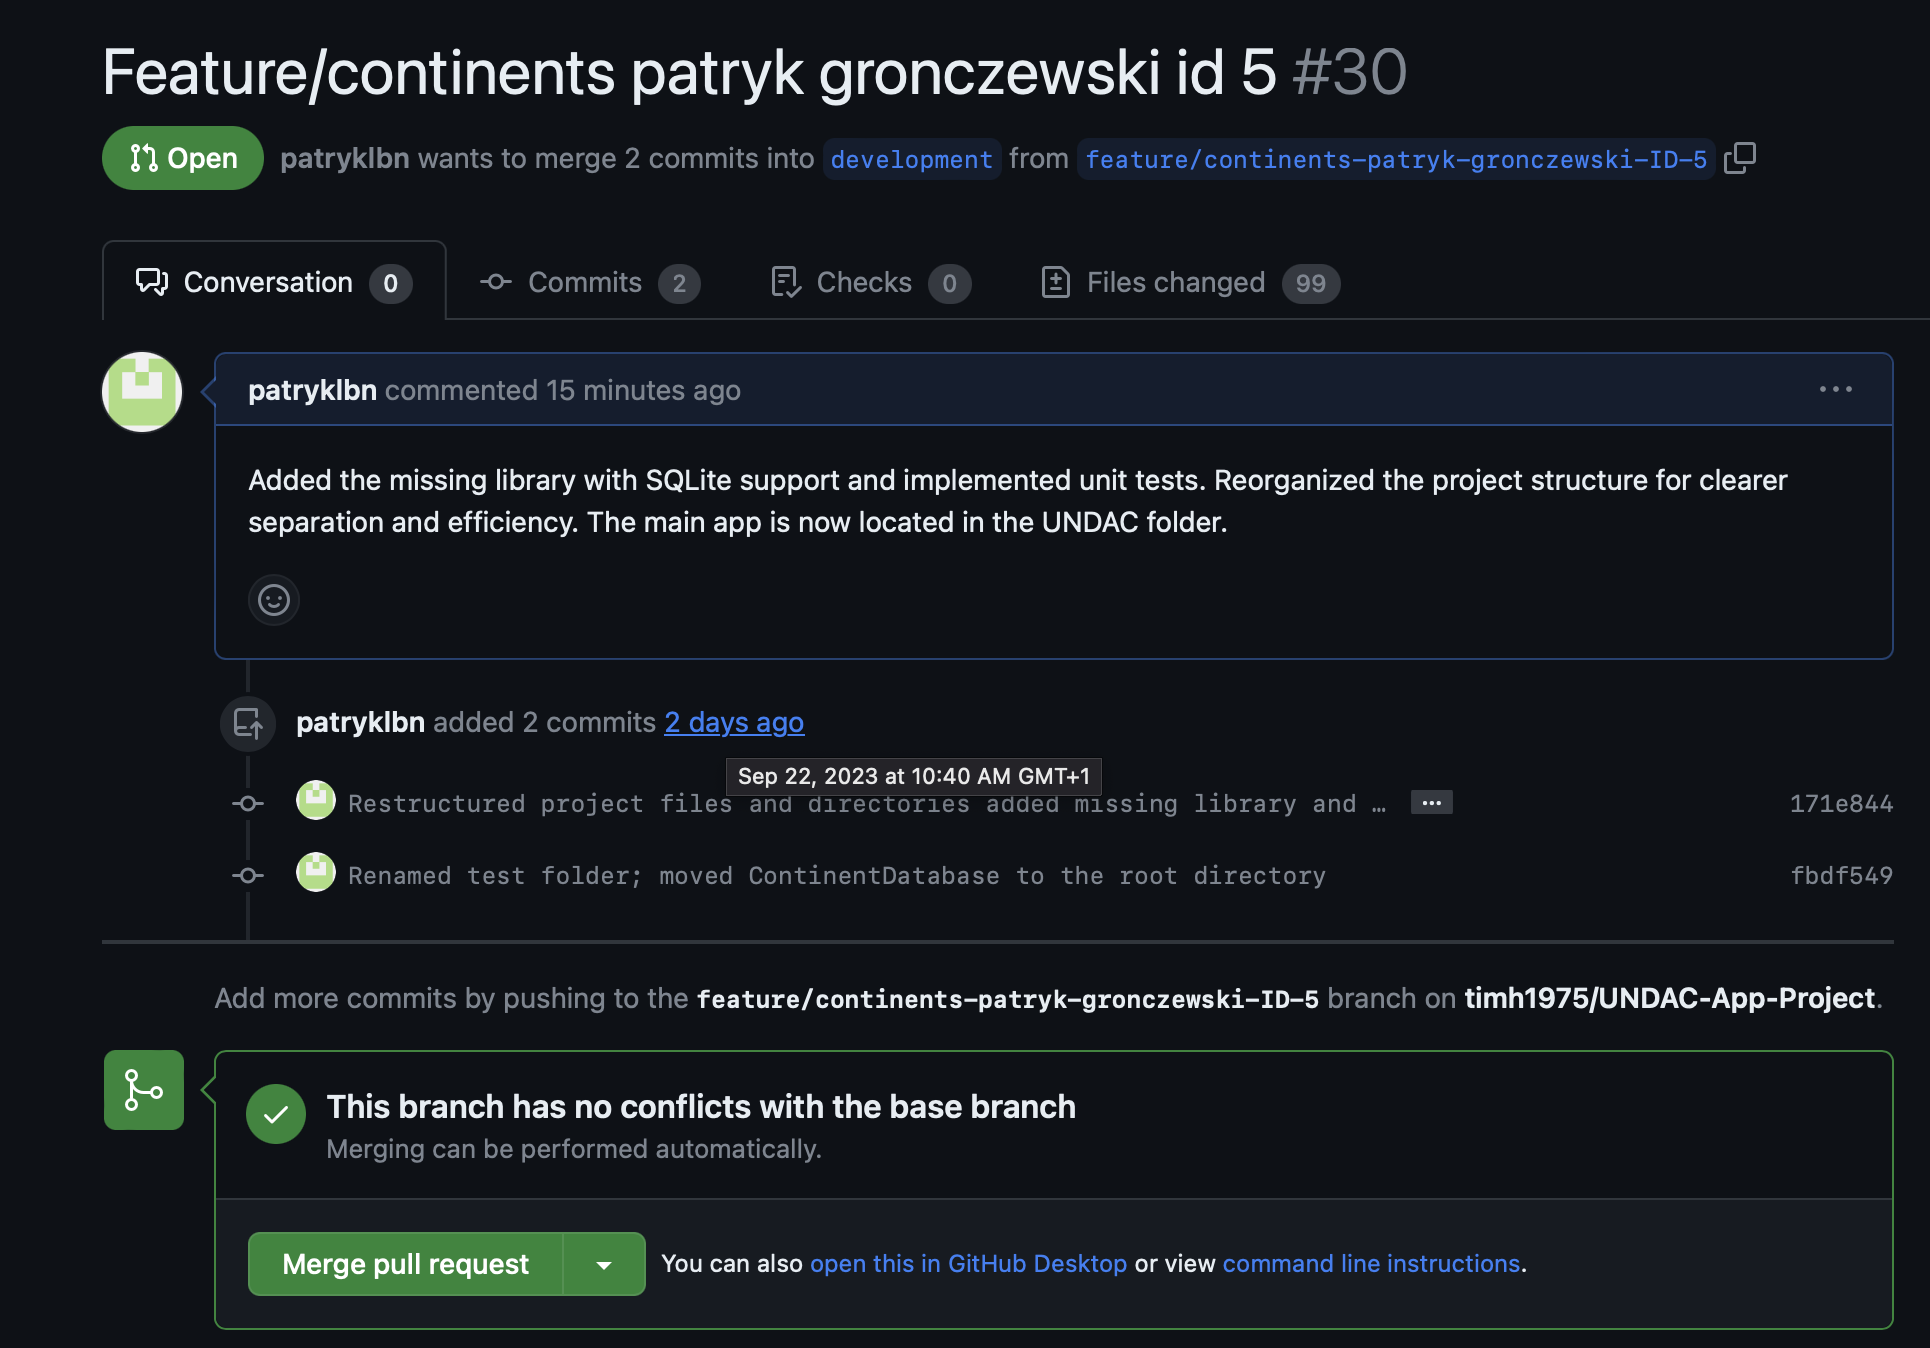 Feature/continents patryk gronczewski id 5 #30
Open patryklbn wants to merge 2 commits into development from feature/continents-patryk-gronczewski-ID-5
Conversation 0 Commits 2 Checks 0 Files changed 99
patryklbn commented 15 minutes ago
Added the missing library with SQLite support and implemented unit tests. Reorganized the project structure for clearer
separation and efficiency. The main app is now located in the UNDAC folder.
patryklbn added 2 commits 2 days ago
Sep 22, 2023 at 10:40 AM GMT+1
Restructured project files and directories added missing library and … 171e844
Renamed test folder; moved ContinentDatabase to the root directory fbdf549
Add more commits by pushing to the feature/continents-patryk-gronczewski-ID-5 branch on timh1975/UNDAC-App-Project.
This branch has no conflicts with the base branch
Merging can be performed automatically.
Merge pull request You can also open this in GitHub Desktop or view command line instructions.